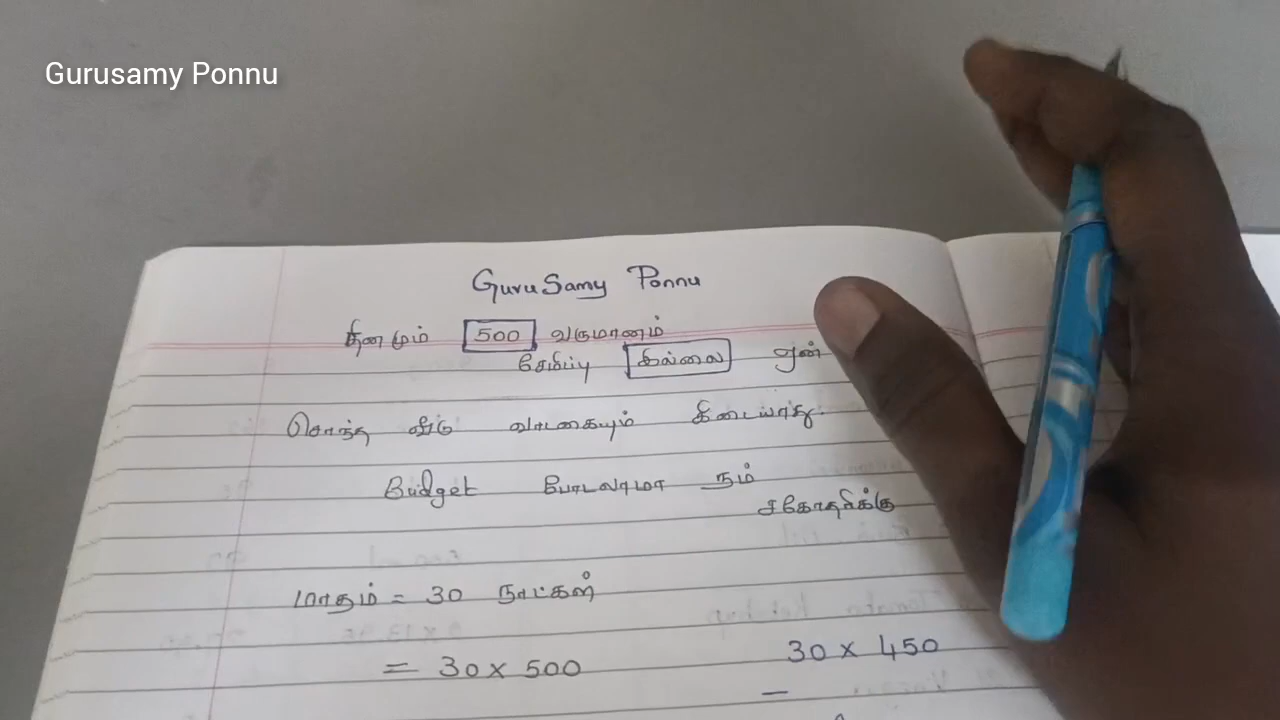 Gurusamy Ponnu
GuruSamy Ponnu
தினமும் 500 வருமானம்
சேமிப்பு இல்லை ஏன்
சொந்த வீடு வாடகையும் கிடையாது.
Budget போடலாமா நம்
சகோதரிக்கு
மாதம் = 30 நாட்கள்
= 30 x 500
30 x 450